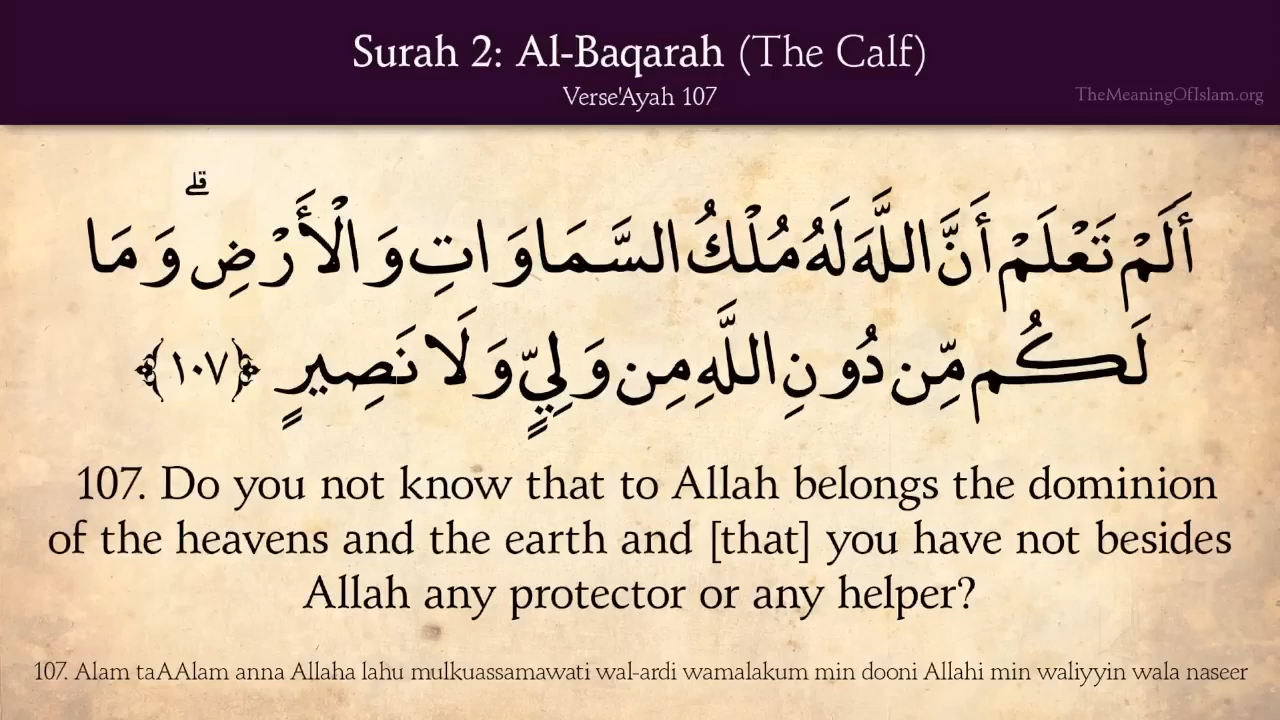 Surah 2: Al-Baqarah (The Calf)
Verse'Ayah 107
TheMeaningOfIslam.org
أَلَمْ تَعْلَمْ أَنَّ اللَّهَ لَهُ مُلْكُ السَّمَاوَاتِ وَالْأَرْضِ ۗ وَمَا
لَكُم مِّن دُونِ اللَّهِ مِن وَلِيٍّ وَلَا نَصِيرٍ ﴿١٠٧﴾
107. Do you not know that to Allah belongs the dominion
of the heavens and the earth and [that] you have not besides
Allah any protector or any helper?
107. Alam taAAlam anna Allaha lahu mulkuassamawati wal-ardi wamalakum min dooni Allahi min waliyyin wala naseer